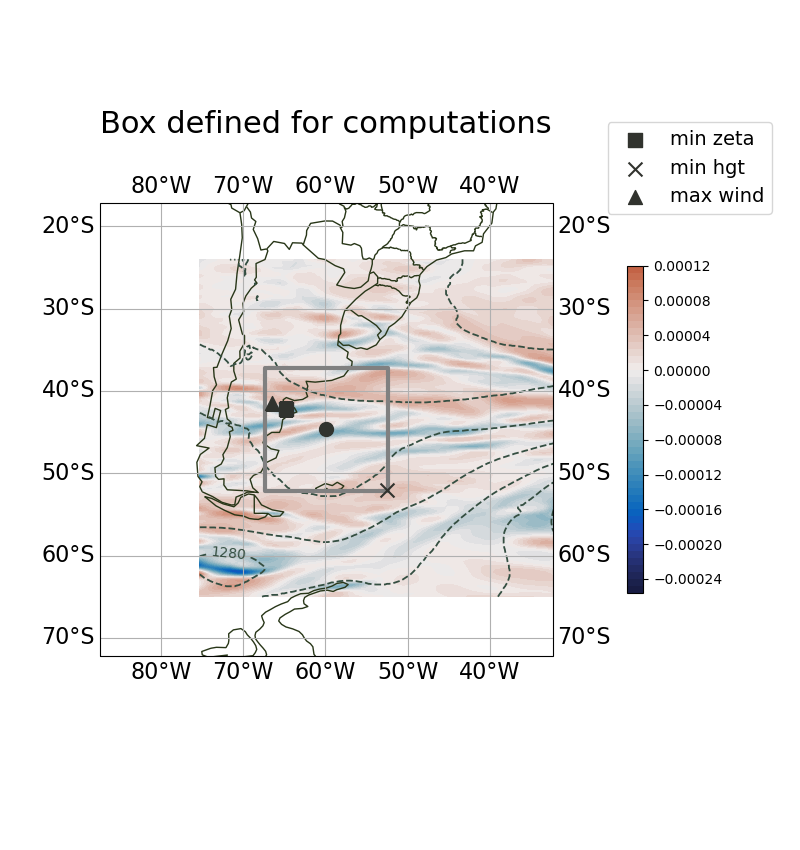 Box defined for computations
min zeta
min hgt
max wind
80°W 70°W 60°W 50°W 40°W
20°S 20°S
30°S 30°S
40°S 40°S
50°S 50°S
60°S 60°S
70°S 70°S
1280
80°W 70°W 60°W 50°W 40°W
0.00012
0.00008
0.00004
0.00000
−0.00004
−0.00008
−0.00012
−0.00016
−0.00020
−0.00024